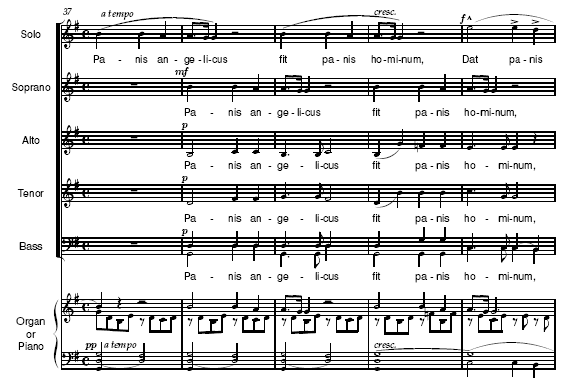 37
a tempo
cresc.
f
Solo
Pa - nis an - ge - li - cus fit pa - nis ho - mi - num, Dat pa - nis
mf
Soprano
Pa - nis an - ge - li - cus fit pa - nis ho - mi - num,
p
Alto
Pa - nis an - ge - li - cus fit pa - nis ho - mi - num,
p
Tenor
Pa - nis an - ge - li - cus fit pa - nis ho - mi - num,
p
Bass
Pa - nis an - ge - li - cus fit pa - nis ho - mi - num,
Organ
or
Piano
pp a tempo
cresc.